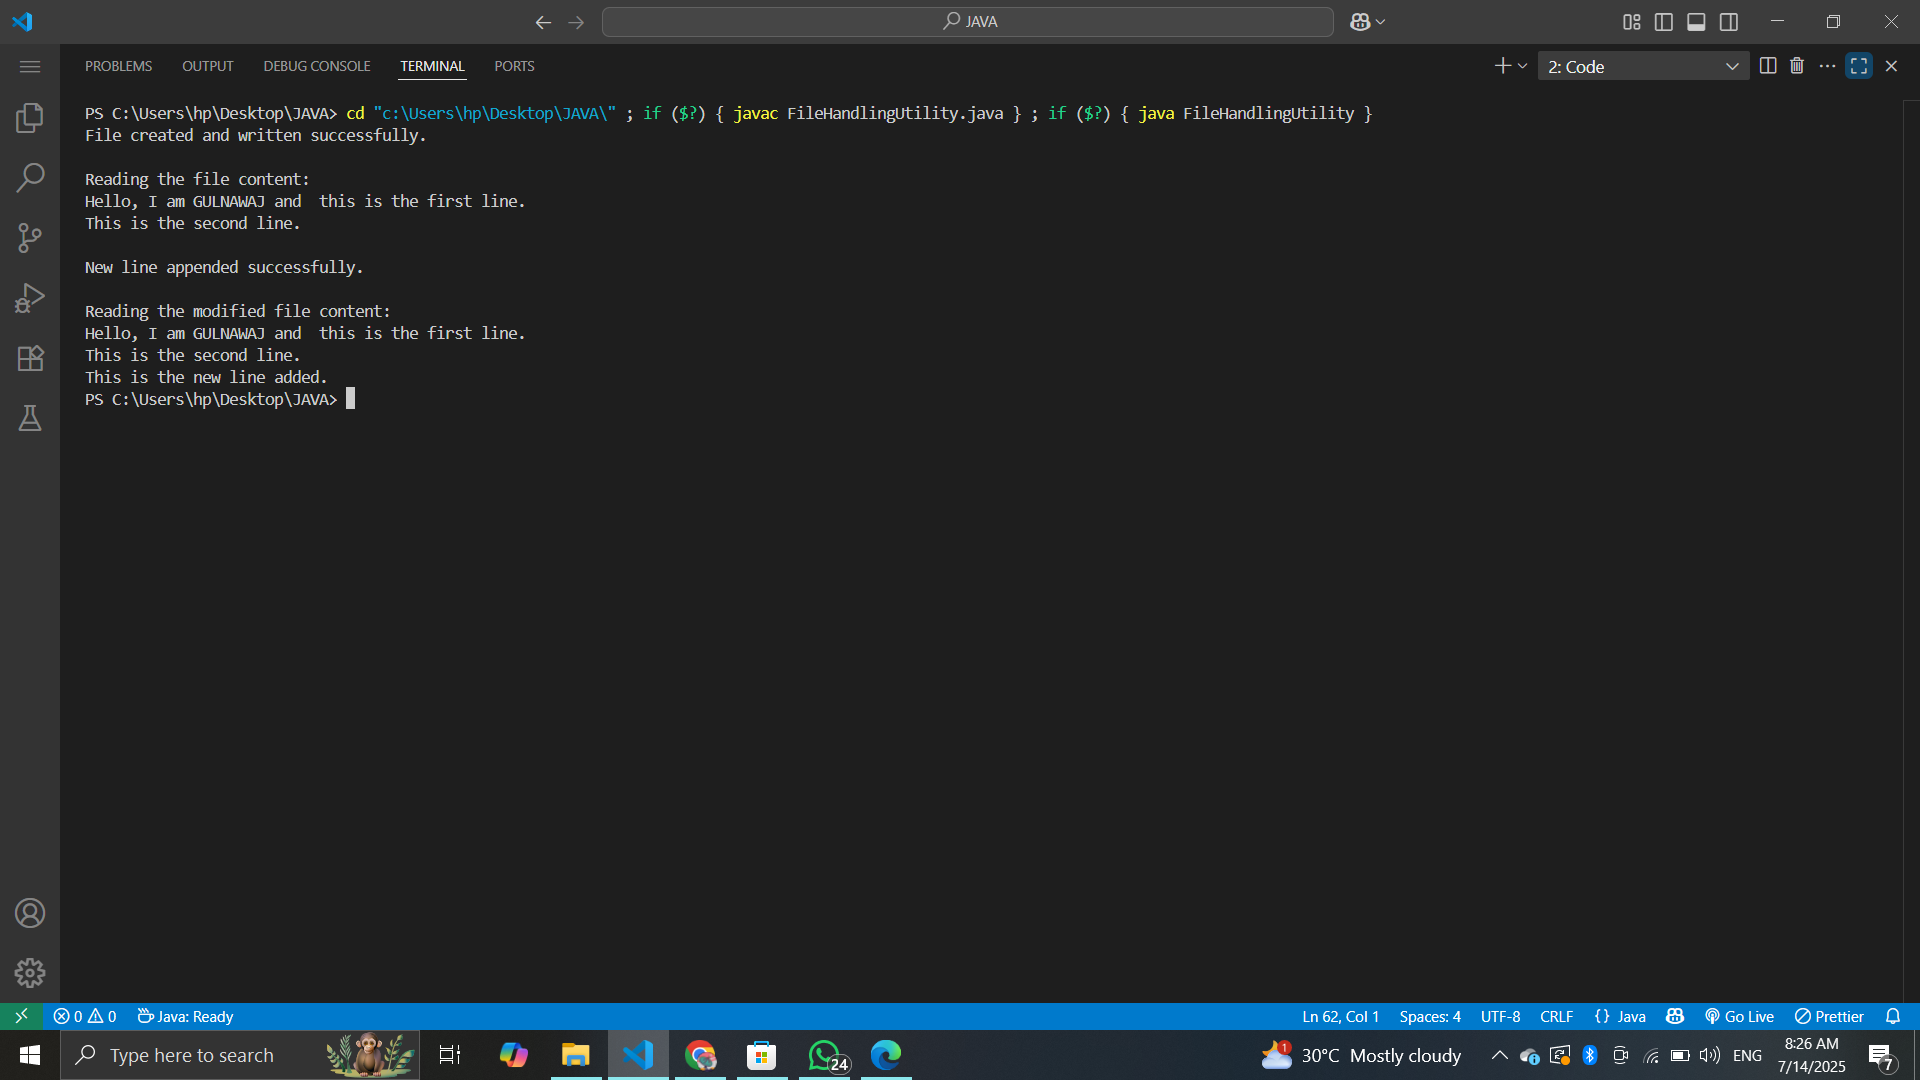 JAVA
PROBLEMS OUTPUT DEBUG CONSOLE TERMINAL PORTS
2: Code
PS C:\Users\hp\Desktop\JAVA> cd "c:\Users\hp\Desktop\JAVA\" ; if ($?) { javac FileHandlingUtility.java } ; if ($?) { java FileHandlingUtility }
File created and written successfully.
Reading the file content:
Hello, I am GULNAWAJ and  this is the first line.
This is the second line.
New line appended successfully.
Reading the modified file content:
Hello, I am GULNAWAJ and  this is the first line.
This is the second line.
This is the new line added.
PS C:\Users\hp\Desktop\JAVA>
0 0 Java: Ready Ln 62, Col 1 Spaces: 4 UTF-8 CRLF {} Java Go Live Prettier
Type here to search 24 1 30°C Mostly cloudy ENG 8:26 AM
7/14/2025 7